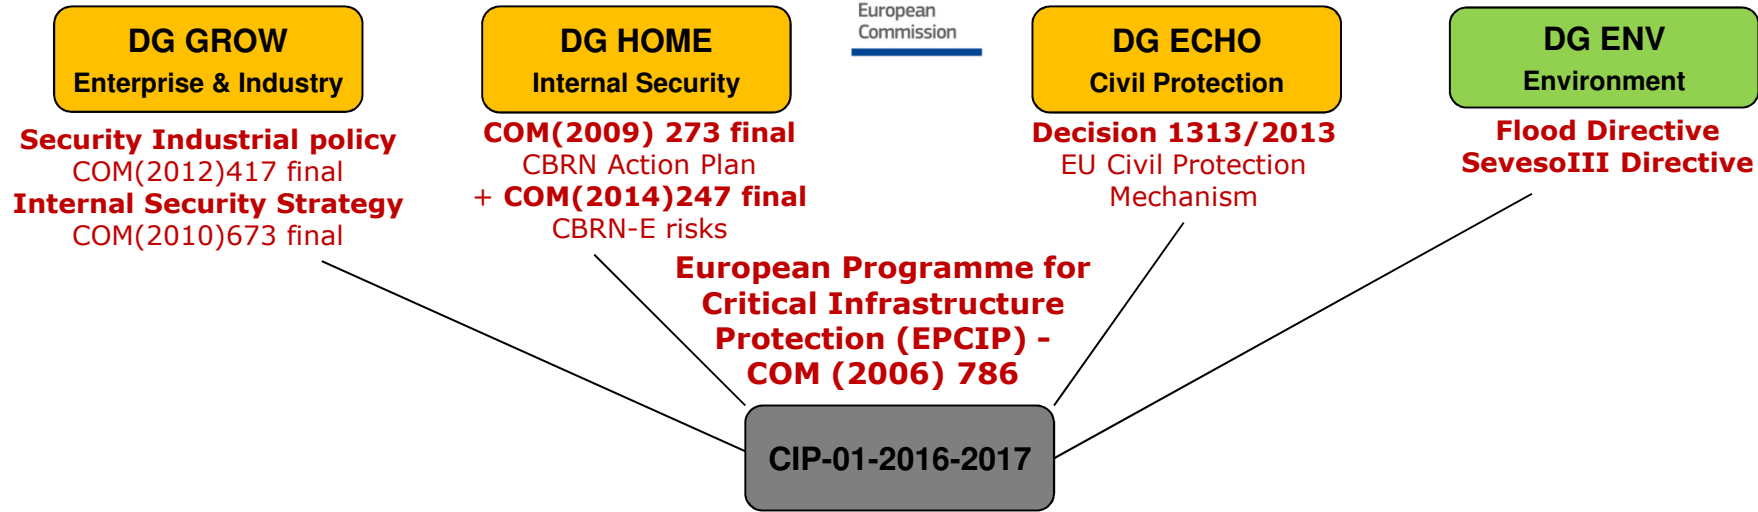 European
Commission
DG GROW
Enterprise & Industry
Security Industrial policy
COM(2012)417 final
Internal Security Strategy
COM(2010)673 final
DG HOME
Internal Security
COM(2009) 273 final
CBRN Action Plan
+ COM(2014)247 final
CBRN-E risks
DG ECHO
Civil Protection
Decision 1313/2013
EU Civil Protection
Mechanism
DG ENV
Environment
Flood Directive
SevesoIII Directive
European Programme for
Critical Infrastructure
Protection (EPCIP) -
COM (2006) 786
CIP-01-2016-2017